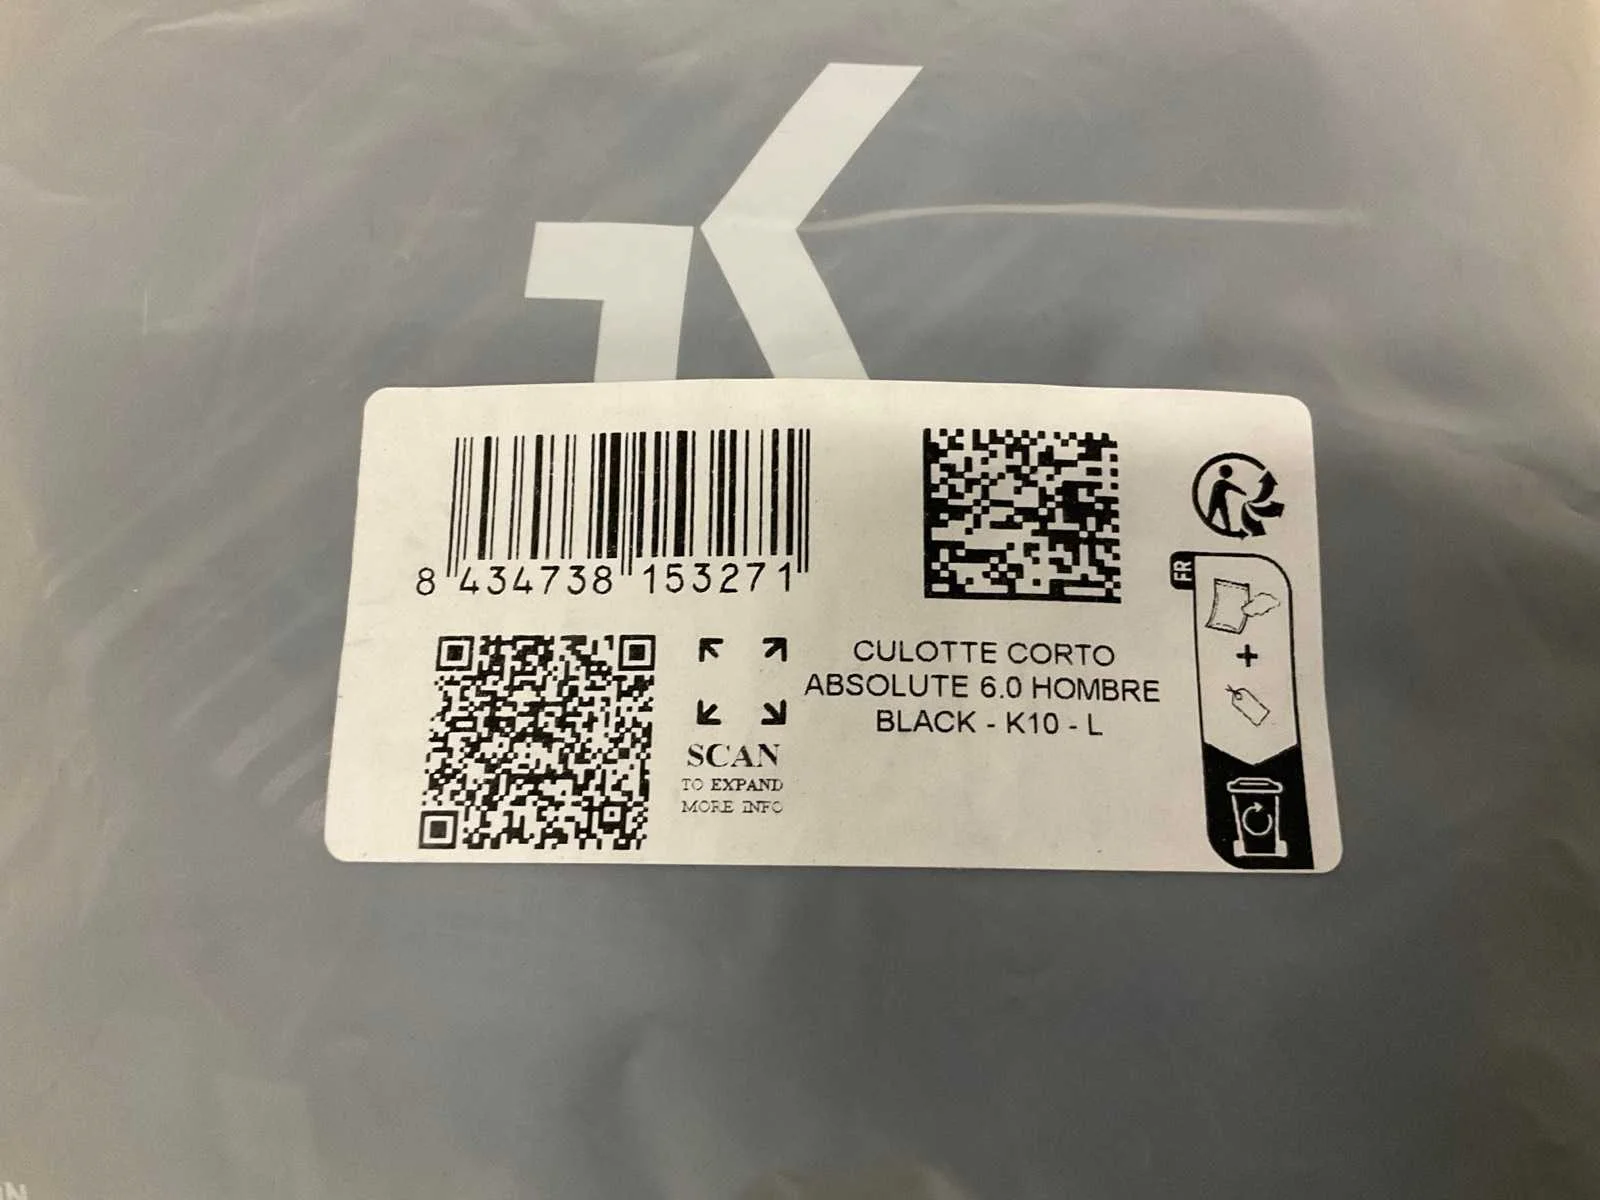 8 434738 153271
SCAN
TO EXPAND
MORE INFO
CULOTTE CORTO
ABSOLUTE 6.0 HOMBRE
BLACK - K10 - L
FR